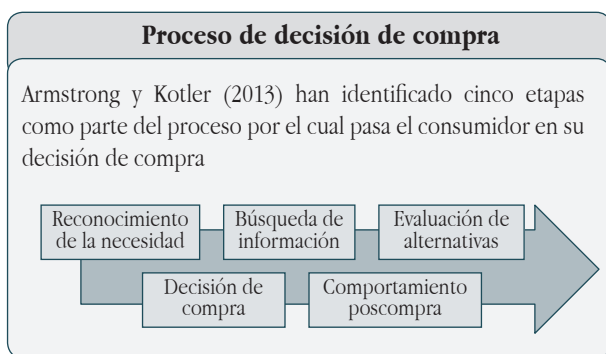 Proceso de decisión de compra
Armstrong y Kotler (2013) han identificado cinco etapas
como parte del proceso por el cual pasa el consumidor en su
decisión de compra
Reconocimiento
de la necesidad
Búsqueda de
información
Evaluación de
alternativas
Decisión de
compra
Comportamiento
poscompra